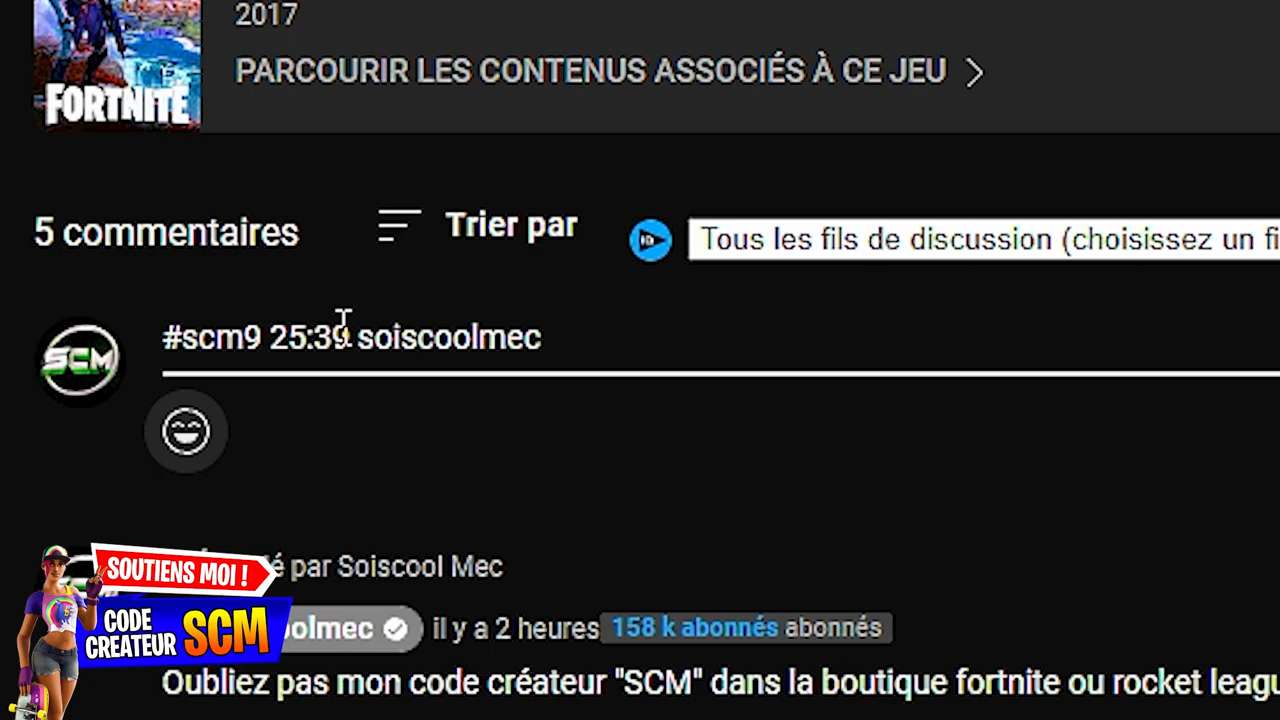 2017
PARCOURIR LES CONTENUS ASSOCIÉS À CE JEU
FORTNITE
5 commentaires
Trier par
Tous les fils de discussion (choisissez un fi
#scm9 25:39 soiscoolmec
SCM
é par Soiscool Mec
SOUTIENS MOI !
CODE
CREATEUR SCM
oolmec
il y a 2 heures
158 k abonnés abonnés
Oubliez pas mon code créateur "SCM" dans la boutique fortnite ou rocket leagu